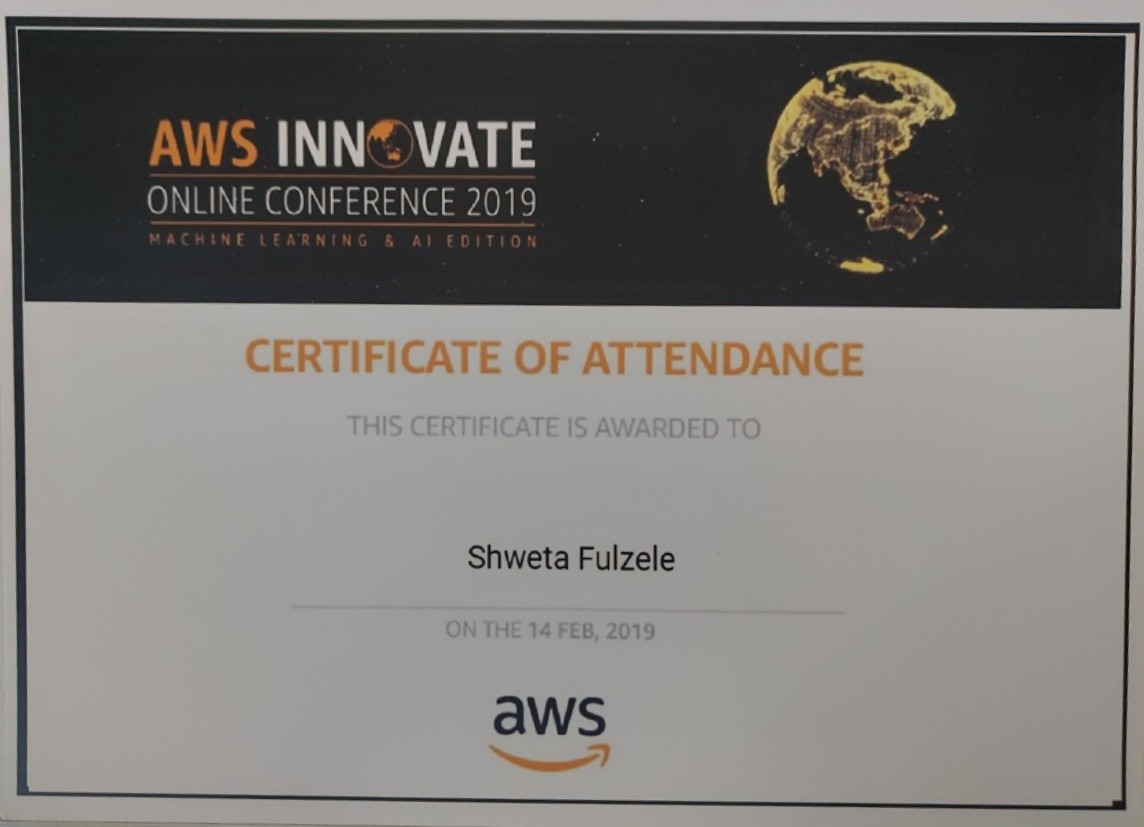 AWS INNOVATE
ONLINE CONFERENCE 2019
MACHINE LEARNING & AI EDITION
CERTIFICATE OF ATTENDANCE
THIS CERTIFICATE IS AWARDED TO
Shweta Fulzele
ON THE 14 FEB, 2019
aws